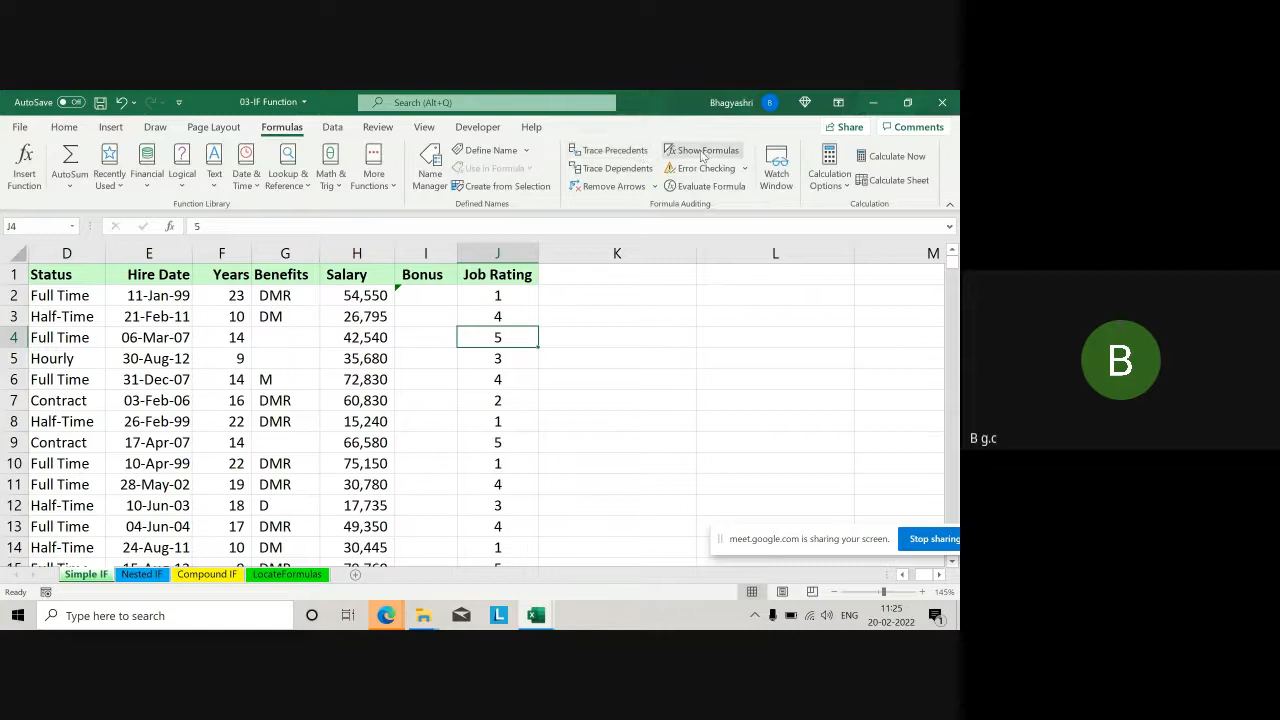 AutoSave Off 03-IF Function Search (Alt+Q) Bhagyashri B
File Home Insert Draw Page Layout Formulas Data Review View Developer Help Share Comments
Insert Function
AutoSum
Recently Used
Financial
Logical
Text
Date & Time
Lookup & Reference
Math & Trig
More Functions
Function Library
Name Manager
Define Name
Use in Formula
Create from Selection
Defined Names
Trace Precedents
Trace Dependents
Remove Arrows
Show Formulas
Error Checking
Evaluate Formula
Formula Auditing
Watch Window
Calculation Options
Calculate Now
Calculate Sheet
Calculation
J4 fx 5
D E F G H I J K L M
1 Status Hire Date Years Benefits Salary Bonus Job Rating
2 Full Time 11-Jan-99 23 DMR 54,550 1
3 Half-Time 21-Feb-11 10 DM 26,795 4
4 Full Time 06-Mar-07 14 42,540 5
5 Hourly 30-Aug-12 9 35,680 3
6 Full Time 31-Dec-07 14 M 72,830 4
7 Contract 03-Feb-06 16 DMR 60,830 2
8 Half-Time 26-Feb-99 22 DMR 15,240 1
9 Contract 17-Apr-07 14 66,580 5
10 Full Time 10-Apr-99 22 DMR 75,150 1
11 Full Time 28-May-02 19 DMR 30,780 4
12 Half-Time 10-Jun-03 18 D 17,735 3
13 Full Time 04-Jun-04 17 DMR 49,350 4
14 Half-Time 24-Aug-11 10 DM 30,445 1
meet.google.com is sharing your screen. Stop sharing
Simple IF Nested IF Compound IF LocateFormulas
Ready 145%
Type here to search L ENG 11:25
20-02-2022 1
B
B g.c